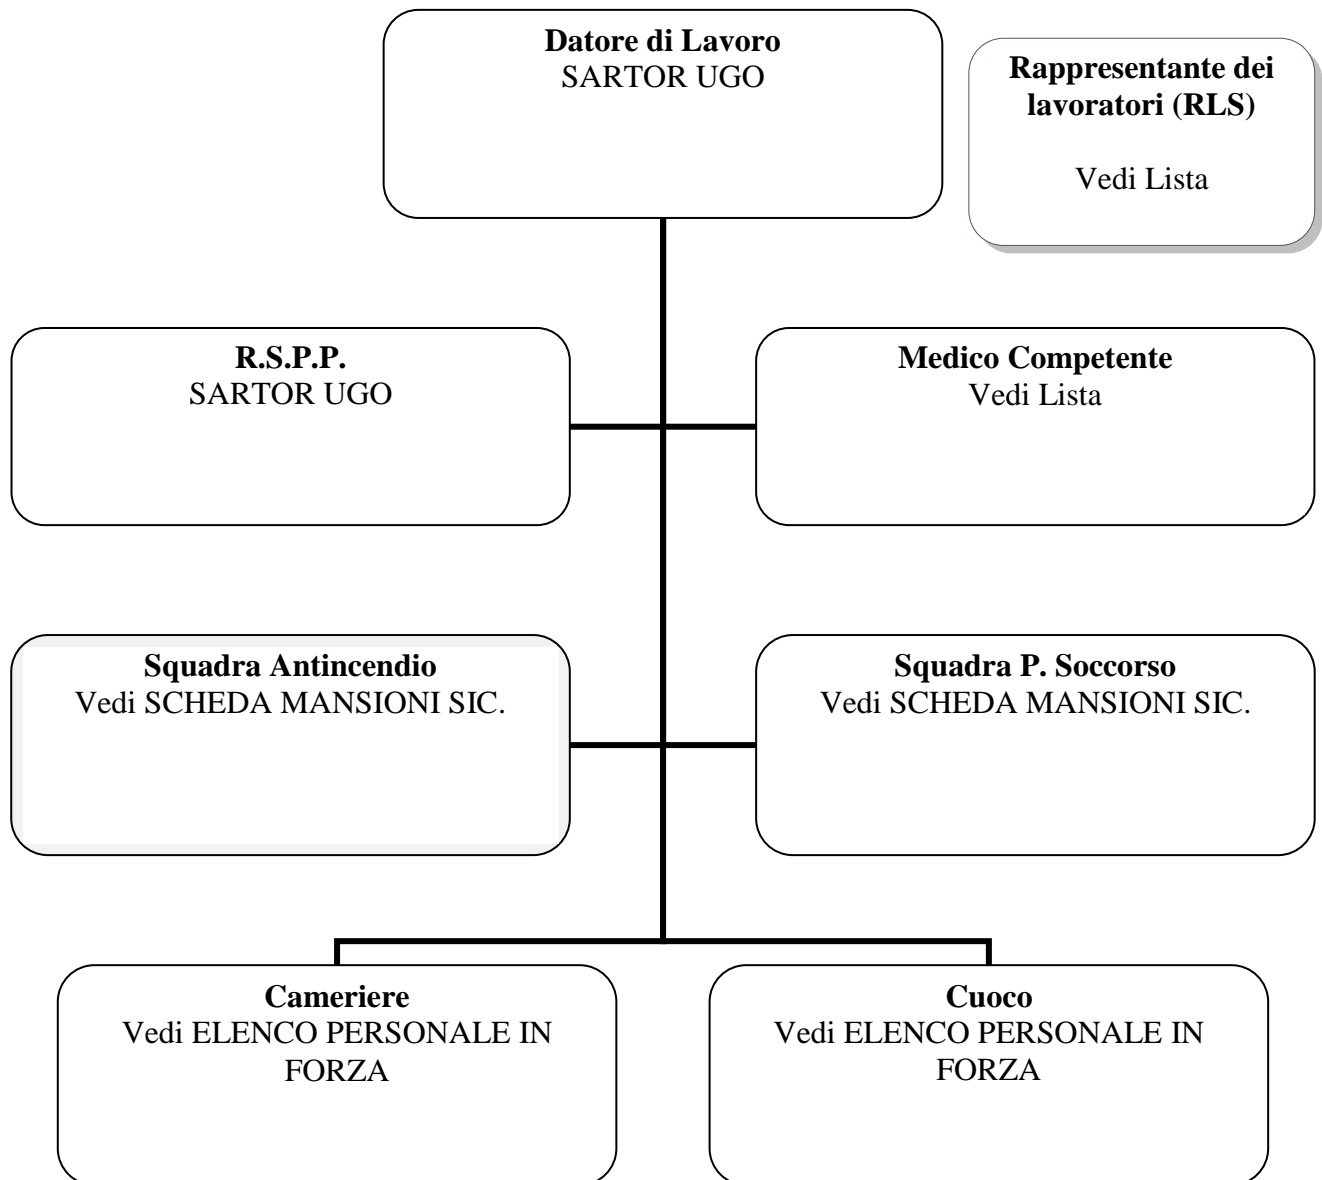 Datore di Lavoro
SARTOR UGO
Rappresentante dei
lavoratori (RLS)
Vedi Lista
R.S.P.P.
SARTOR UGO
Medico Competente
Vedi Lista
Squadra Antincendio
Vedi SCHEDA MANSIONI SIC.
Squadra P. Soccorso
Vedi SCHEDA MANSIONI SIC.
Cameriere
Vedi ELENCO PERSONALE IN
FORZA
Cuoco
Vedi ELENCO PERSONALE IN
FORZA